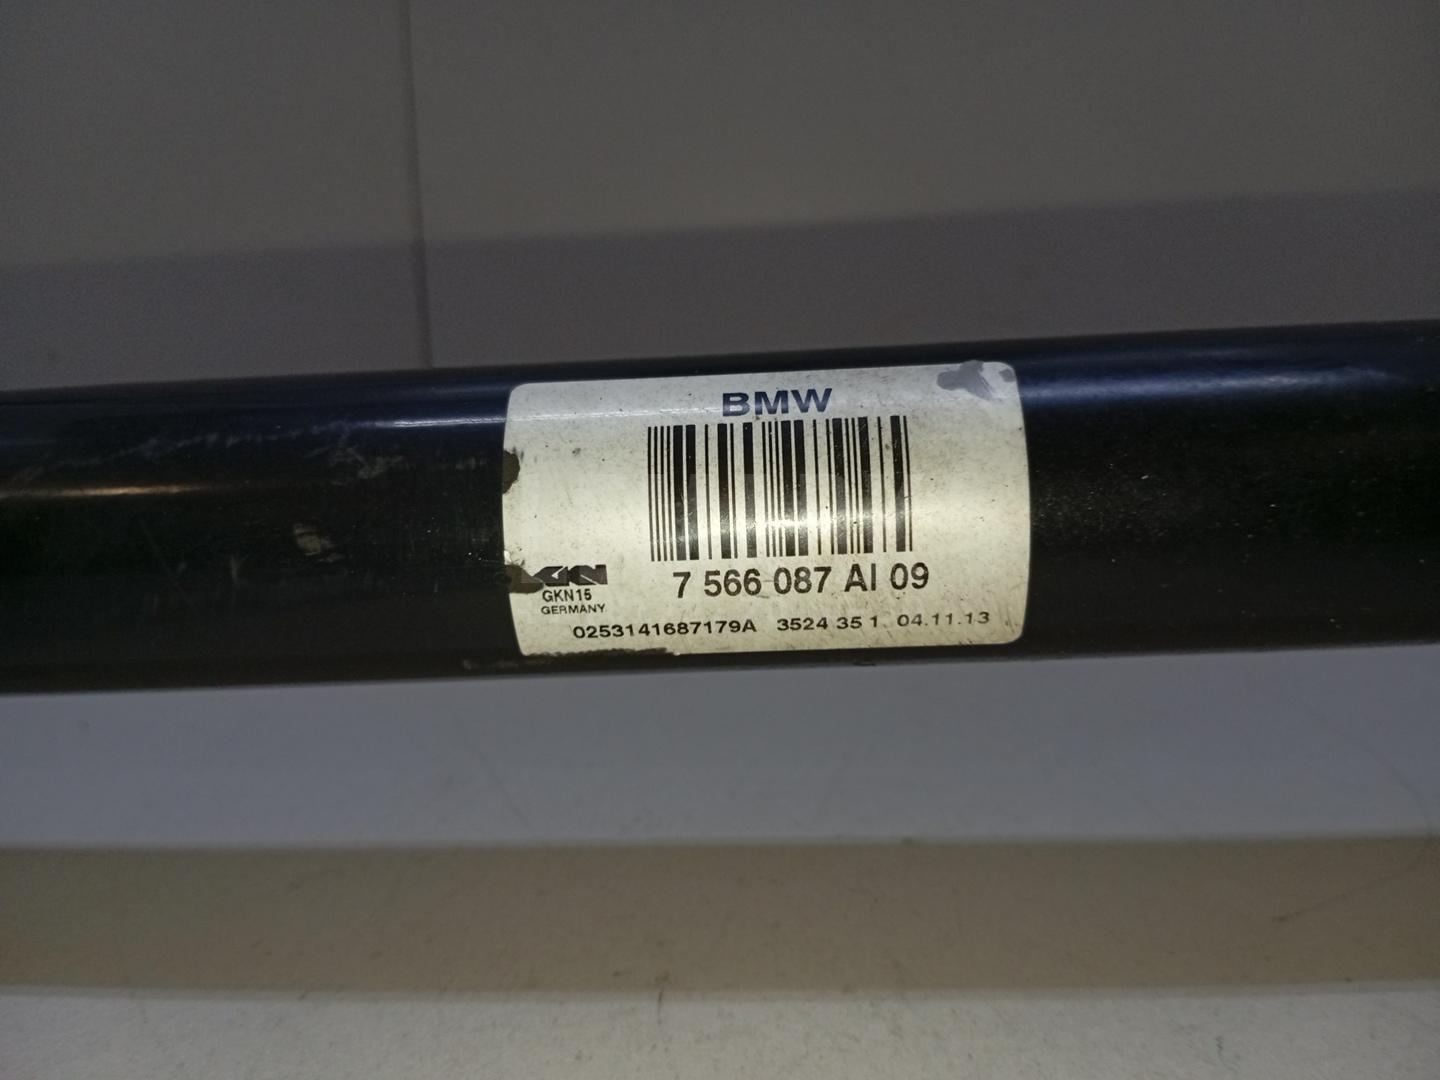 BMW
7 566 087 AI 09
GKN
GKN15
GERMANY
0253141687179A 3524 35 1 04.11.13